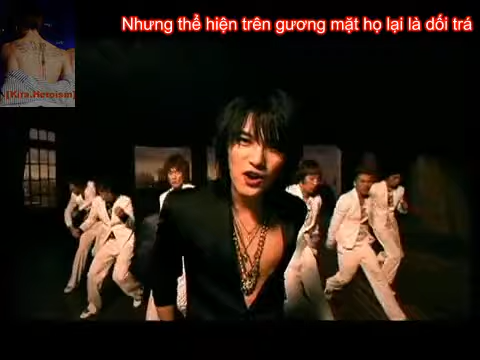 Nhưng thể hiện trên gương mặt họ lại là dối trá
[Kira.Heroism]